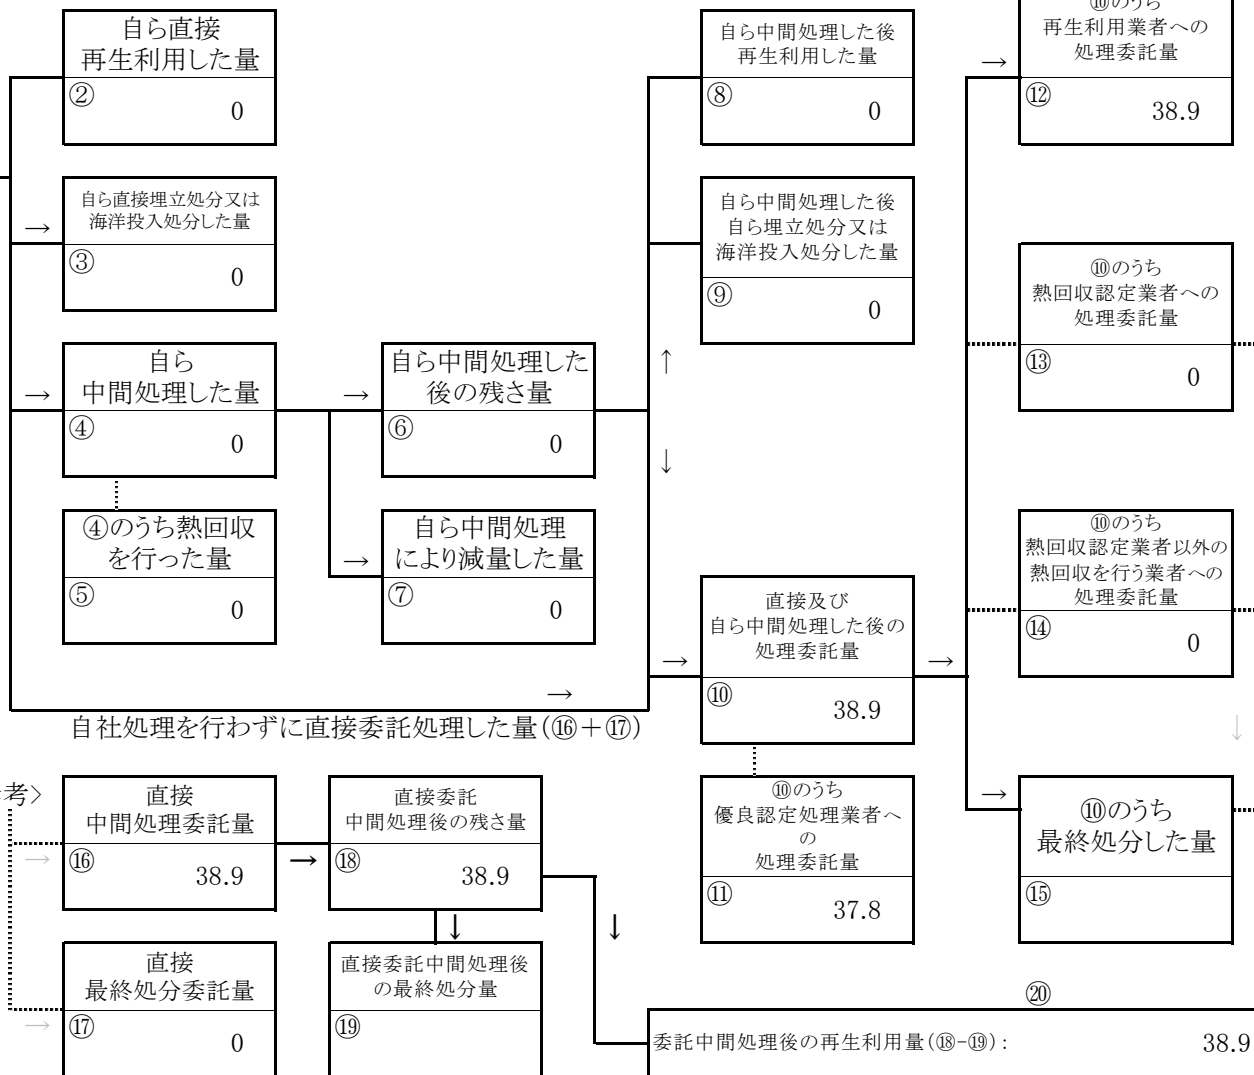 自ら直接
再生利用した量
②
0
自ら直接埋立処分又は
海洋投入処分した量
→
③
0
自ら
中間処理した量
→
④
0
④のうち熱回収
を行った量
⑤
0
自ら中間処理した
後の残さ量
→
⑥
0
自ら中間処理
により減量した量
→
⑦
0
自ら中間処理した後
再生利用した量
⑧
0
自ら中間処理した後
自ら埋立処分又は
海洋投入処分した量
⑨
0
↑
↓
直接及び
自ら中間処理した後の
処理委託量
→
⑩
38.9
→
⑩のうち
優良認定処理業者へ
の
処理委託量
⑪
37.8
⑩のうち
再生利用業者への
処理委託量
→
⑫
38.9
⑩のうち
熱回収認定業者への
処理委託量
⑬
0
⑩のうち
熱回収認定業者以外の
熱回収を行う業者への
処理委託量
⑭
0
↓
⑩のうち
最終処分した量
→
⑮
→
自社処理を行わずに直接委託処理した量(⑯+⑰)
考>
直接
中間処理委託量
→
⑯
38.9
→
直接委託
中間処理後の残さ量
⑱
38.9
↓
↓
直接
最終処分委託量
→
⑰
0
直接委託中間処理後
の最終処分量
⑲
⑳
委託中間処理後の再生利用量(⑱-⑲):
38.9